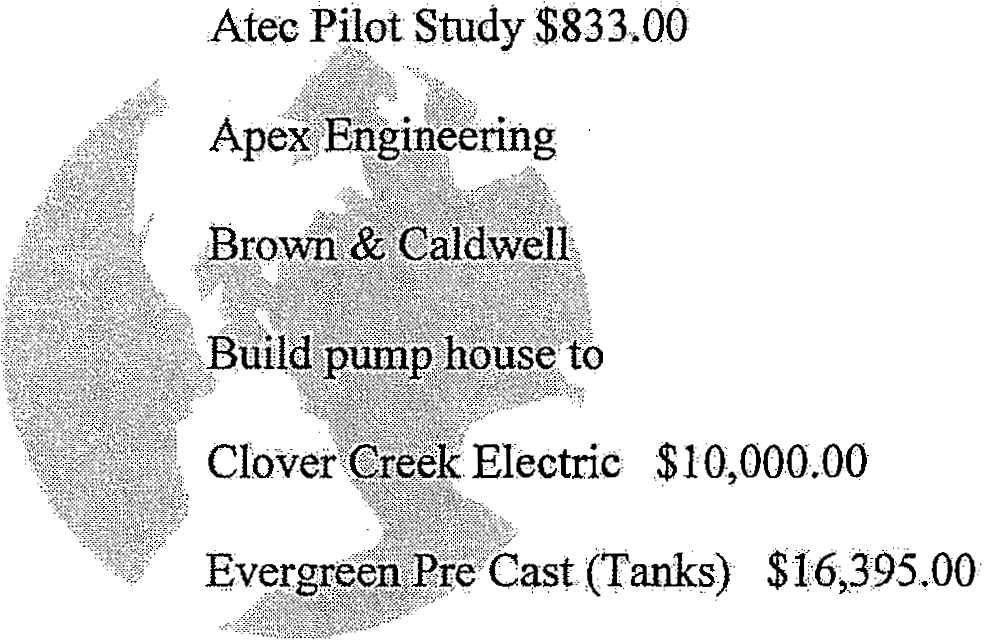 Atec Pilot Study $833.00
Apex Engineering
Brown & Caldwell
Build pump house to
Clover Creek Electric $10,000.00
Evergreen Pre Cast (Tanks) $16,395.00